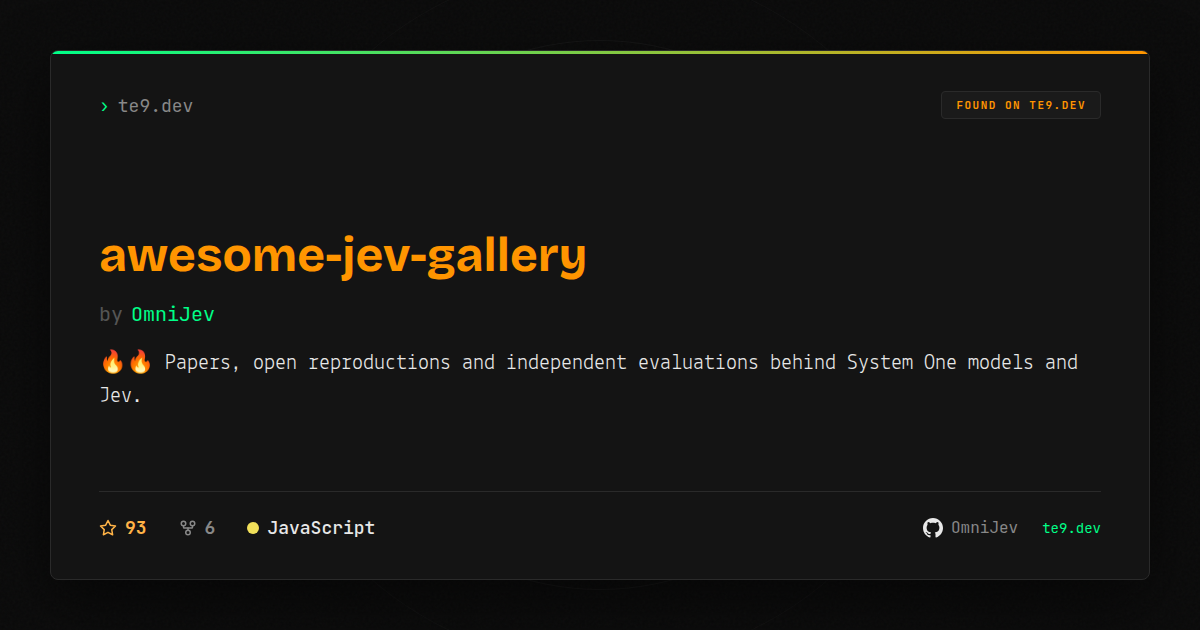 › te9.dev
FOUND ON TE9.DEV
awesome-jev-gallery
by OmniJev
🔥🔥 Papers, open reproductions and independent evaluations behind System One models and
Jev.
93 6 JavaScript
OmniJev te9.dev